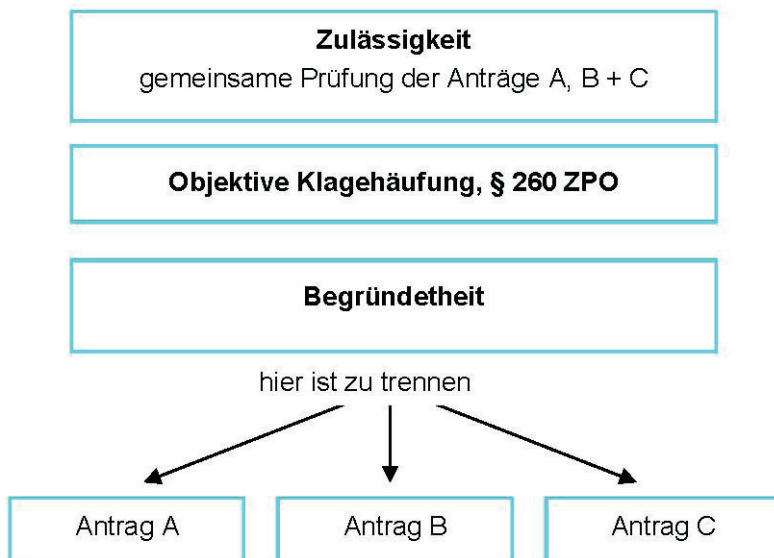 Zulässigkeit
gemeinsame Prüfung der Anträge A, B + C
Objektive Klagehäufung, § 260 ZPO
Begründetheit
hier ist zu trennen
Antrag A
Antrag B
Antrag C